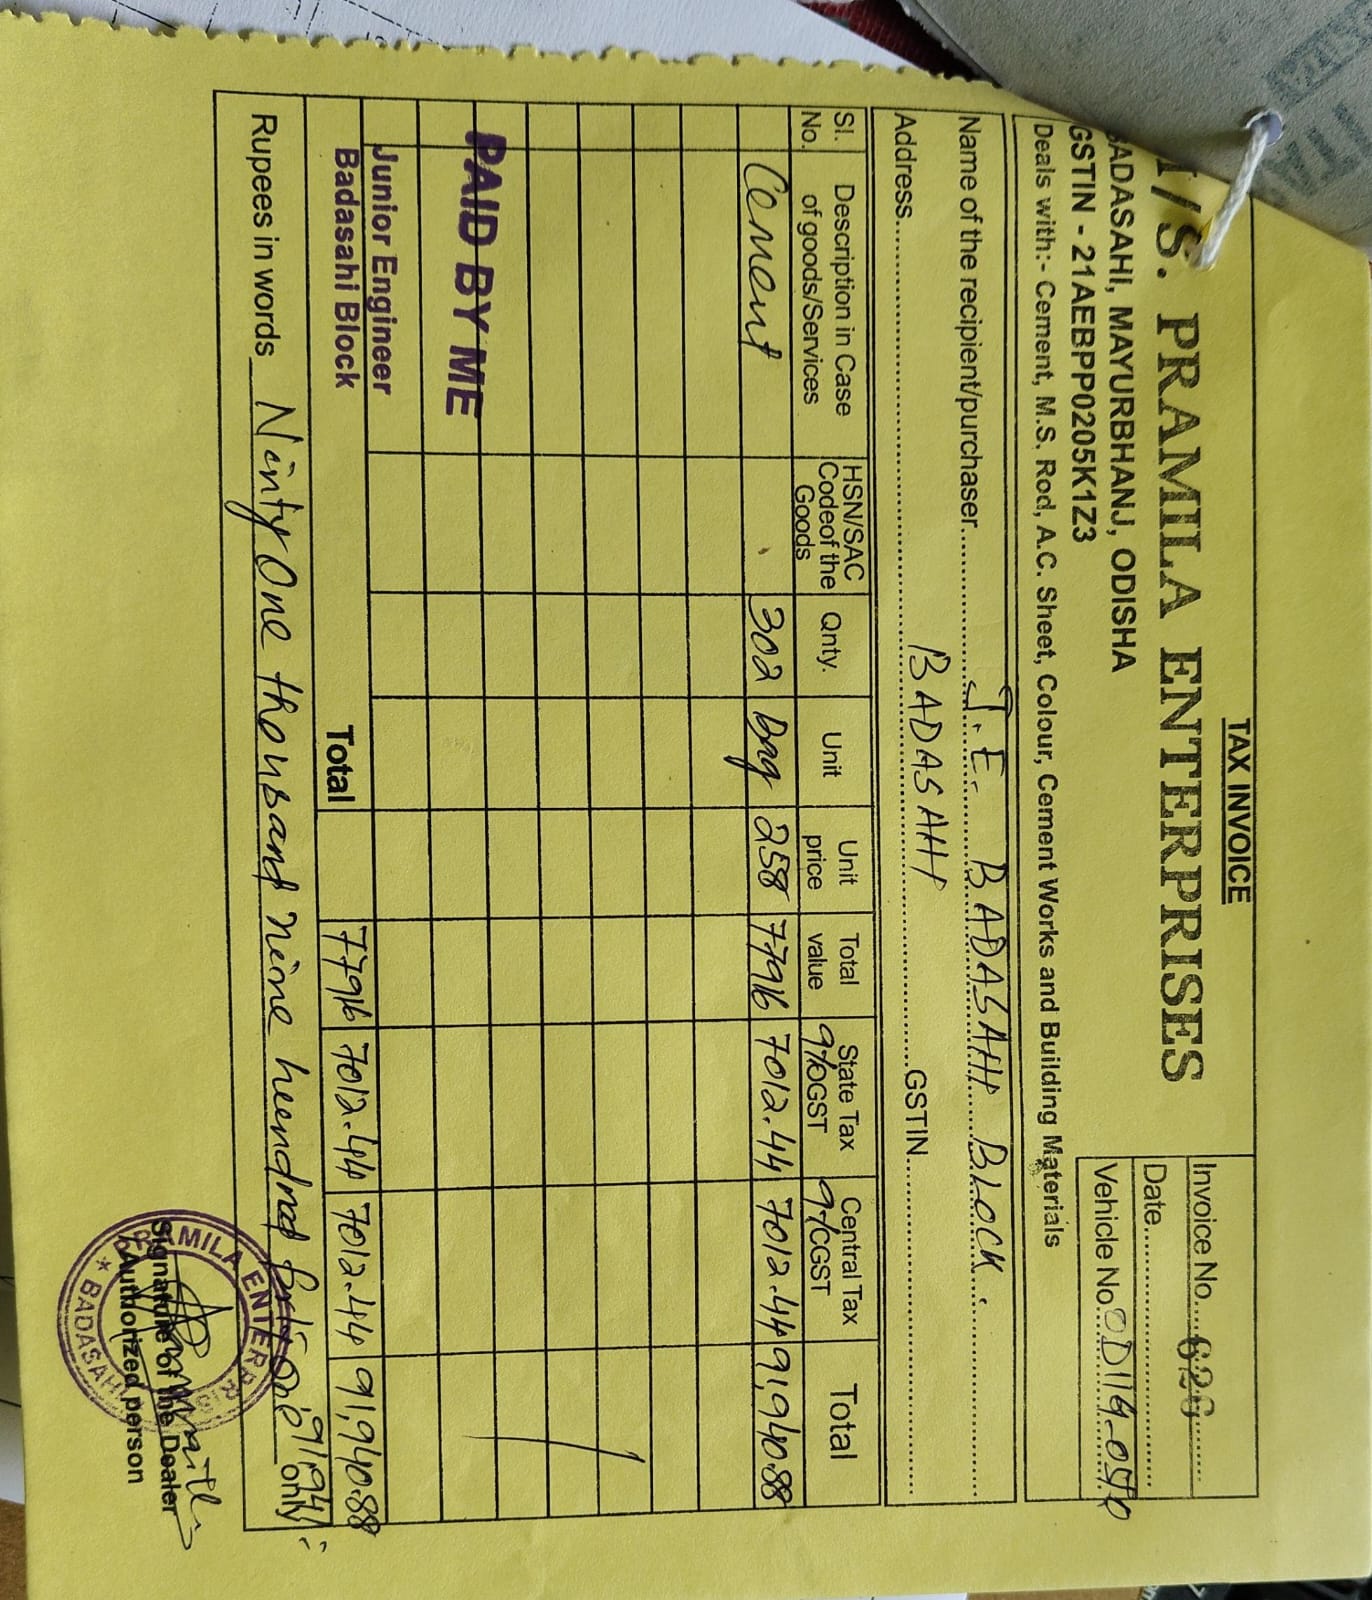 TAX INVOICE
/S. PRAMILA ENTERPRISES
BADASAHI, MAYURBHANJ, ODISHA
GSTIN - 21AEBPP0205K1Z3
Invoice No....626
Date
Vehicle No.
Deals with:- Cement, M.S. Rod, A.C. Sheet, Colour, Cement Works and Building Materials
Name of the recipient/purchaser J.E. BADASAHI BLOCK.
Address BADASAHI GSTIN
Sl. No. Description in Case of goods/Services HSN/SAC Codeof the Goods Qnty. Unit Unit price Total value State Tax 9% GST Central Tax 9% CGST Total
Cement 302 Bag 258 77916 7012.44 7012.44 91,940.88
PAID BY ME
Junior Engineer
Badasahi Block
Total 77916 7012.44 7012.44 91,940.88
Rupees in words Ninty One thousand nine hundred forty one only
91,941/-
PRAMILA ENTERPRISES
* BADASAHI
Signature of the Dealer
Authorized person